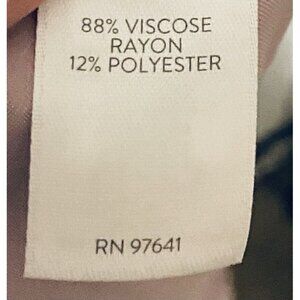 88% VISCOSE
RAYON
12% POLYESTER
RN 97641